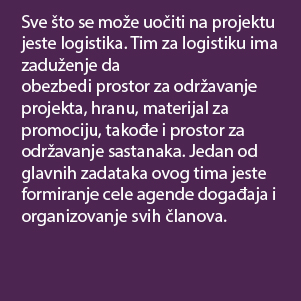 Sve što se može uočiti na projektu
jeste logistika. Tim za logistiku ima
zaduženje da
obezbedi prostor za održavanje
projekta, hranu, materijal za
promociju, takođe i prostor za
održavanje sastanaka. Jedan od
glavnih zadataka ovog tima jeste
formiranje cele agende događaja i
organizovanje svih članova.